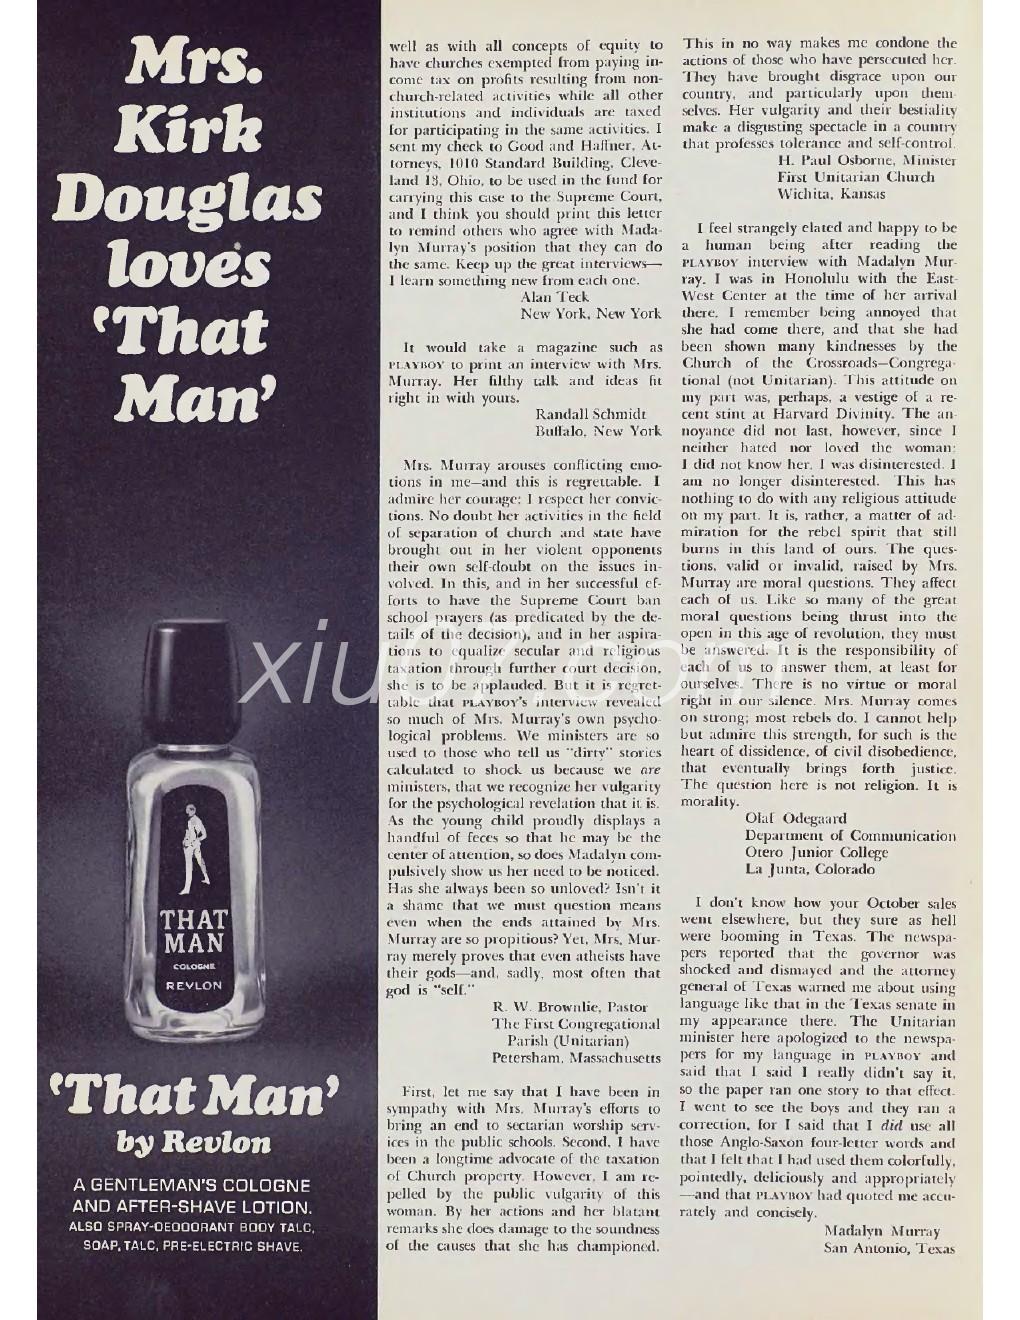 Mrs.
Kirk
Douglas
loves
‘That
Man’
THAT
MAN
COLOGNE
REVLON
‘That Man’
by Revlon
A GENTLEMAN'S COLOGNE
AND AFTER-SHAVE LOTION.
ALSO SPRAY-DEODORANT BODY TALC,
SOAP, TALC, PRE-ELECTRIC SHAVE.
well as with all concepts of equity to
have churches exempted from paying in-
come tax on profits resulting from non-
church-related activities while all other
institutions and individuals are taxed
for participating in the same activities. I
sent my check to Good and Haffner, At-
torneys, 1010 Standard Building, Cleve-
land 13, Ohio, to be used in the fund for
carrying this case to the Supreme Court,
and I think you should print this letter
to remind others who agree with Mada-
lyn Murray's position that they can do
the same. Keep up the great interviews—
I learn something new from each one.
Alan Teck
New York, New York
It would take a magazine such as
PLAYBOY to print an interview with Mrs.
Murray. Her filthy talk and ideas fit
right in with yours.
Randall Schmidt
Buffalo, New York
Mrs. Murray arouses conflicting emo-
tions in me—and this is regrettable. I
admire her courage; I respect her convic-
tions. No doubt her activities in the field
of separation of church and state have
brought out in her violent opponents
their own self-doubt on the issues in-
volved. In this, and in her successful ef-
forts to have the Supreme Court ban
school prayers (as predicated by the de-
tails of the decision), and in her aspira-
tions to equalize secular and religious
taxation through further court decision,
she is to be applauded. But it is regret-
table that PLAYBOY's interview revealed
so much of Mrs. Murray's own psycho-
logical problems. We ministers are so
used to those who tell us "dirty" stories
calculated to shock us because we are
ministers, that we recognize her vulgarity
for the psychological revelation that it is.
As the young child proudly displays a
handful of feces so that he may be the
center of attention, so does Madalyn com-
pulsively show us her need to be noticed.
Has she always been so unloved? Isn't it
a shame that we must question means
even when the ends attained by Mrs.
Murray are so propitious? Yet, Mrs. Mur-
ray merely proves that even atheists have
their gods—and, sadly, most often that
god is "self."
R. W. Brownlie, Pastor
The First Congregational
Parish (Unitarian)
Petersham, Massachusetts
First, let me say that I have been in
sympathy with Mrs. Murray's efforts to
bring an end to sectarian worship serv-
ices in the public schools. Second, I have
been a longtime advocate of the taxation
of Church property. However, I am re-
pelled by the public vulgarity of this
woman. By her actions and her blatant
remarks she does damage to the soundness
of the causes that she has championed.
This in no way makes me condone the
actions of those who have persecuted her.
They have brought disgrace upon our
country, and particularly upon them-
selves. Her vulgarity and their bestiality
make a disgusting spectacle in a country
that professes tolerance and self-control.
H. Paul Osborne, Minister
First Unitarian Church
Wichita, Kansas
I feel strangely elated and happy to be
a human being after reading the
PLAYBOY interview with Madalyn Mur-
ray. I was in Honolulu with the East-
West Center at the time of her arrival
there. I remember being annoyed that
she had come there, and that she had
been shown many kindnesses by the
Church of the Crossroads—Congrega-
tional (not Unitarian). This attitude on
my part was, perhaps, a vestige of a re-
cent stint at Harvard Divinity. The an-
noyance did not last, however, since I
neither hated nor loved the woman;
I did not know her. I was disinterested. I
am no longer disinterested. This has
nothing to do with any religious attitude
on my part. It is, rather, a matter of ad-
miration for the rebel spirit that still
burns in this land of ours. The ques-
tions, valid or invalid, raised by Mrs.
Murray are moral questions. They affect
each of us. Like so many of the great
moral questions being thrust into the
open in this age of revolution, they must
be answered. It is the responsibility of
each of us to answer them, at least for
ourselves. There is no virtue or moral
right in our silence. Mrs. Murray comes
on strong; most rebels do. I cannot help
but admire this strength, for such is the
heart of dissidence, of civil disobedience,
that eventually brings forth justice.
The question here is not religion. It is
morality.
Olaf Odegaard
Department of Communication
Otero Junior College
La Junta, Colorado
I don't know how your October sales
went elsewhere, but they sure as hell
were booming in Texas. The newspa-
pers reported that the governor was
shocked and dismayed and the attorney
general of Texas warned me about using
language like that in the Texas senate in
my appearance there. The Unitarian
minister here apologized to the newspa-
pers for my language in PLAYBOY and
said that I said I really didn't say it,
so the paper ran one story to that effect.
I went to see the boys and they ran a
correction, for I said that I did use all
those Anglo-Saxon four-letter words and
that I felt that I had used them colorfully,
pointedly, deliciously and appropriately
—and that PLAYBOY had quoted me accu-
rately and concisely.
Madalyn Murray
San Antonio, Texas